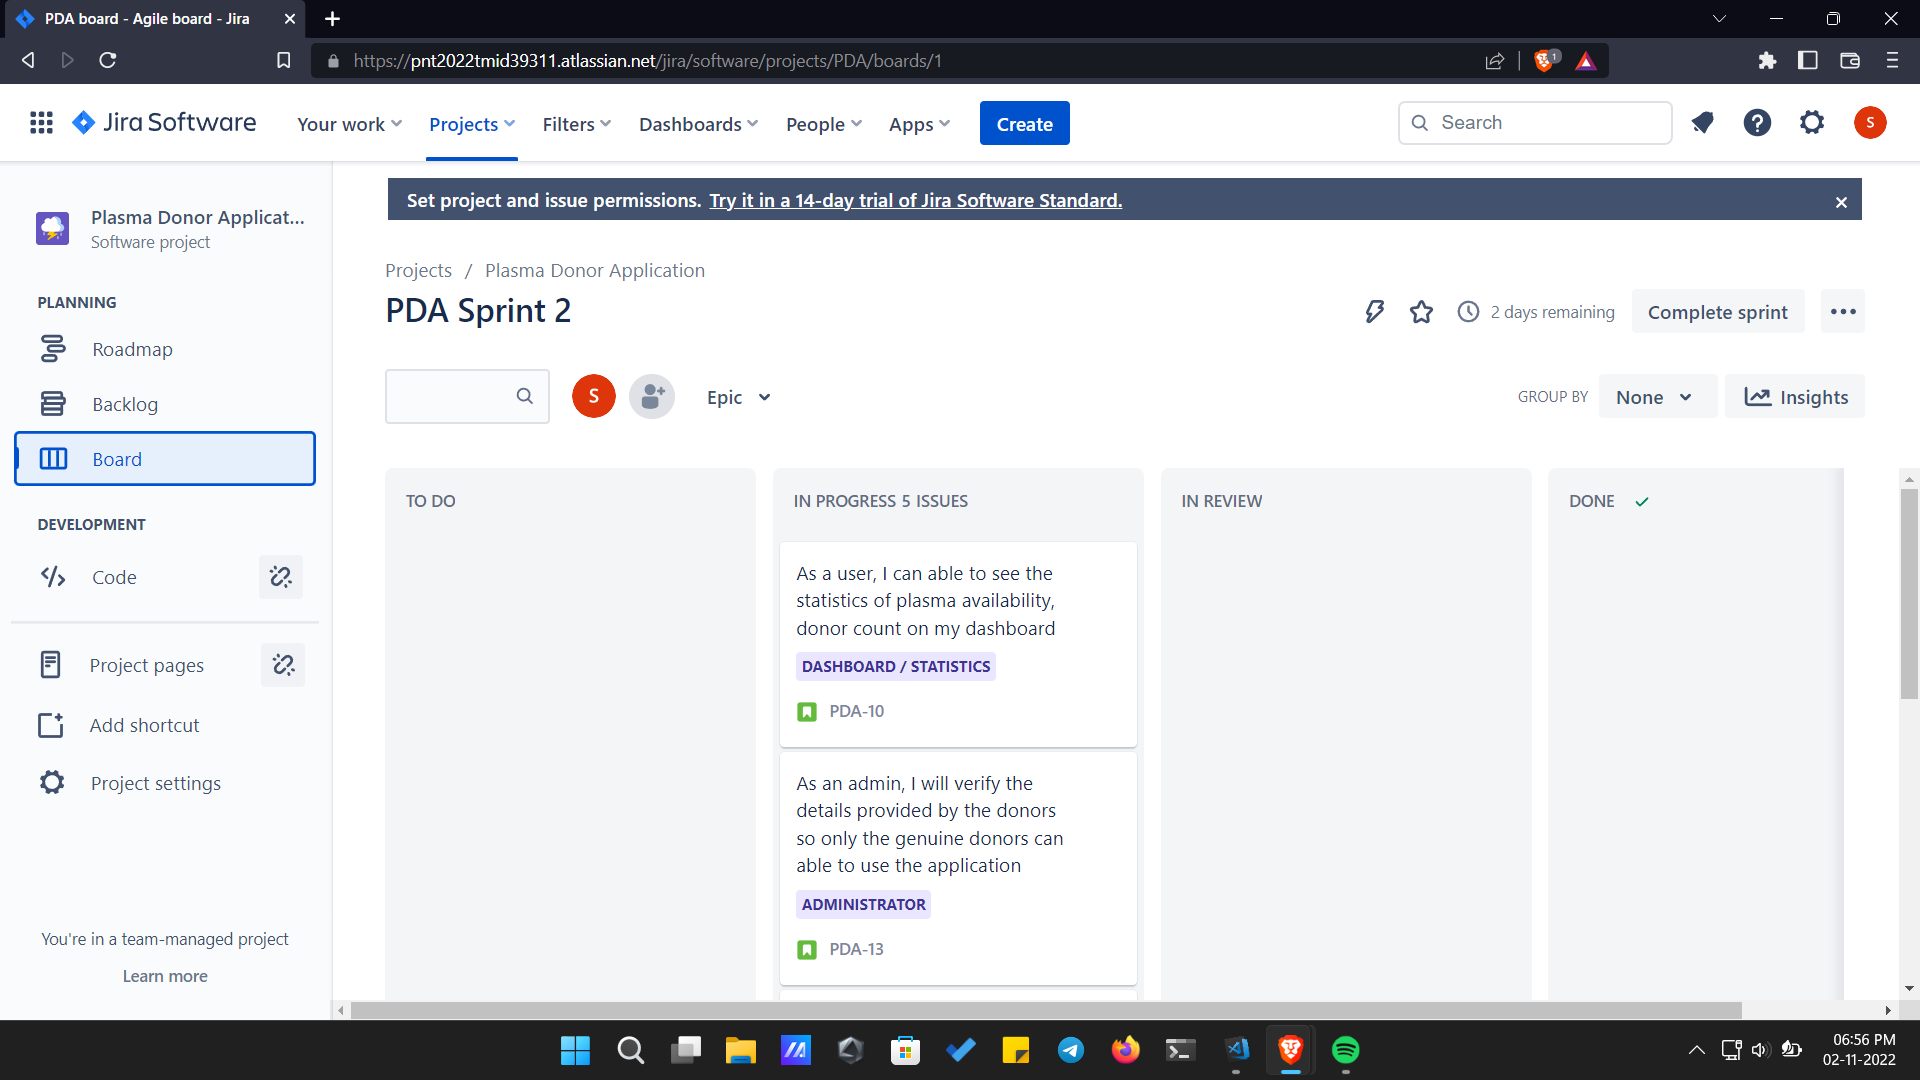 PDA board - Agile board - Jira
https://pnt2022tmid39311.atlassian.net/jira/software/projects/PDA/boards/1
1
Jira Software
Your work
Projects
Filters
Dashboards
People
Apps
Create
Search
S
Set project and issue permissions. Try it in a 14-day trial of Jira Software Standard.
Plasma Donor Applicat...
Software project
PLANNING
Roadmap
Backlog
Board
DEVELOPMENT
Code
Project pages
Add shortcut
Project settings
You're in a team-managed project
Learn more
Projects / Plasma Donor Application
PDA Sprint 2
2 days remaining
Complete sprint
S
Epic
GROUP BY
None
Insights
TO DO
IN PROGRESS 5 ISSUES
As a user, I can able to see the
statistics of plasma availability,
donor count on my dashboard
DASHBOARD / STATISTICS
PDA-10
As an admin, I will verify the
details provided by the donors
so only the genuine donors can
able to use the application
ADMINISTRATOR
PDA-13
IN REVIEW
DONE
06:56 PM
02-11-2022